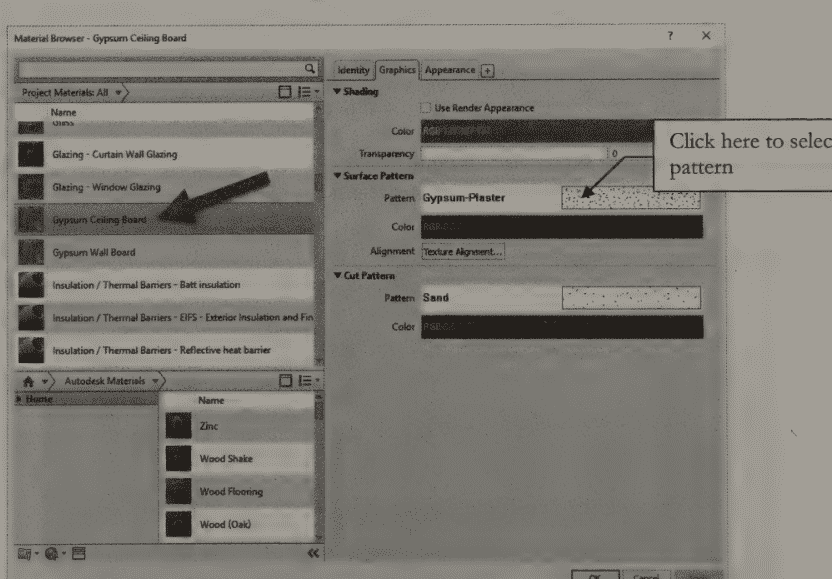 Material Browser - Gypsum Ceiling Board
? X
Identity Graphics Appearance +
Project Materials: All
Name
Glass
Glazing - Curtain Wall Glazing
Glazing - Window Glazing
Gypsum Ceiling Board
Gypsum Wall Board
Insulation / Thermal Barriers - Batt insulation
Insulation / Thermal Barriers - EIFS - Exterior Insulation and Fin
Insulation / Thermal Barriers - Reflective heat barrier
Autodesk Materials
Home
Name
Zinc
Wood Shake
Wood Flooring
Wood (Oak)
Shading
Use Render Appearance
Color
Transparency 0
Surface Pattern
Pattern Gypsum-Plaster
Color
Alignment Texture Alignment...
Cut Pattern
Pattern Sand
Color
Click here to selec
pattern
OK Cancel